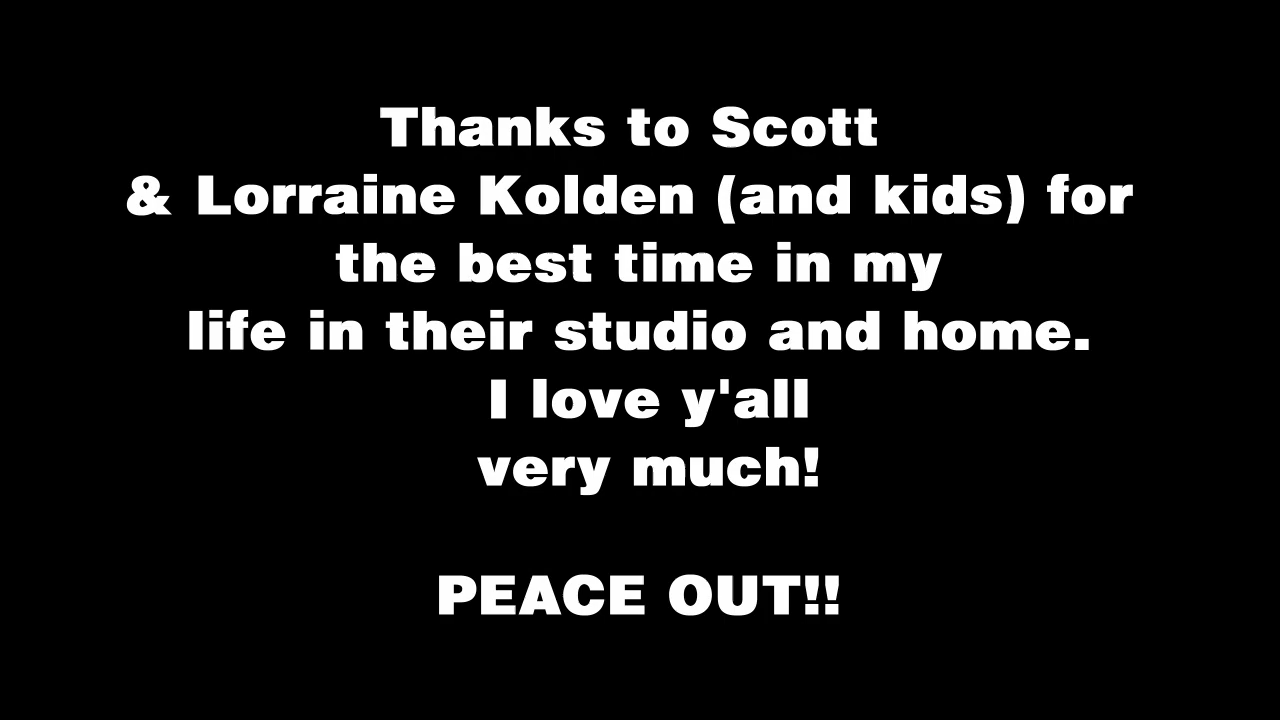 Thanks to Scott
& Lorraine Kolden (and kids) for
the best time in my
life in their studio and home.
I love y'all
very much!
PEACE OUT!!